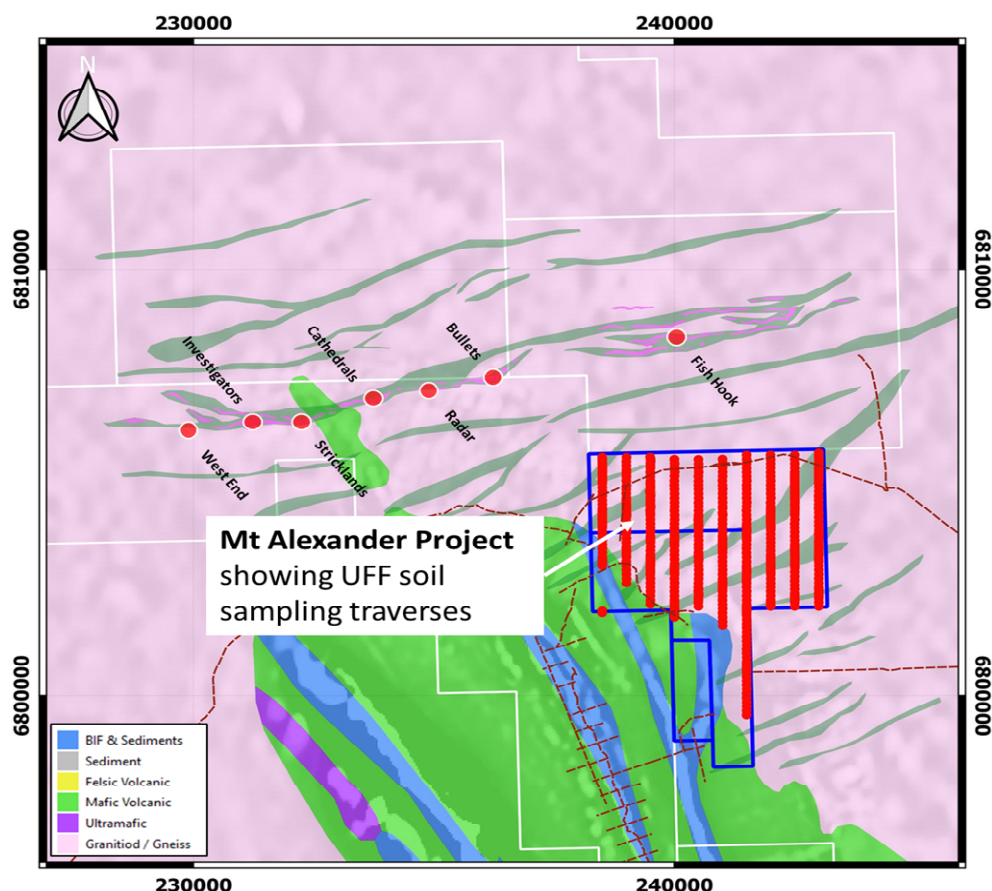 230000
240000
N
6810000
6810000
Investigators
Cathedrals
Bullets
Fish Hook
Radar
West End
Stricklands
Mt Alexander Project
showing UFF soil
sampling traverses
6800000
6800000
BIF & Sediments
Sediment
Felsic Volcanic
Mafic Volcanic
Ultramafic
Granitiod / Gneiss
230000
240000